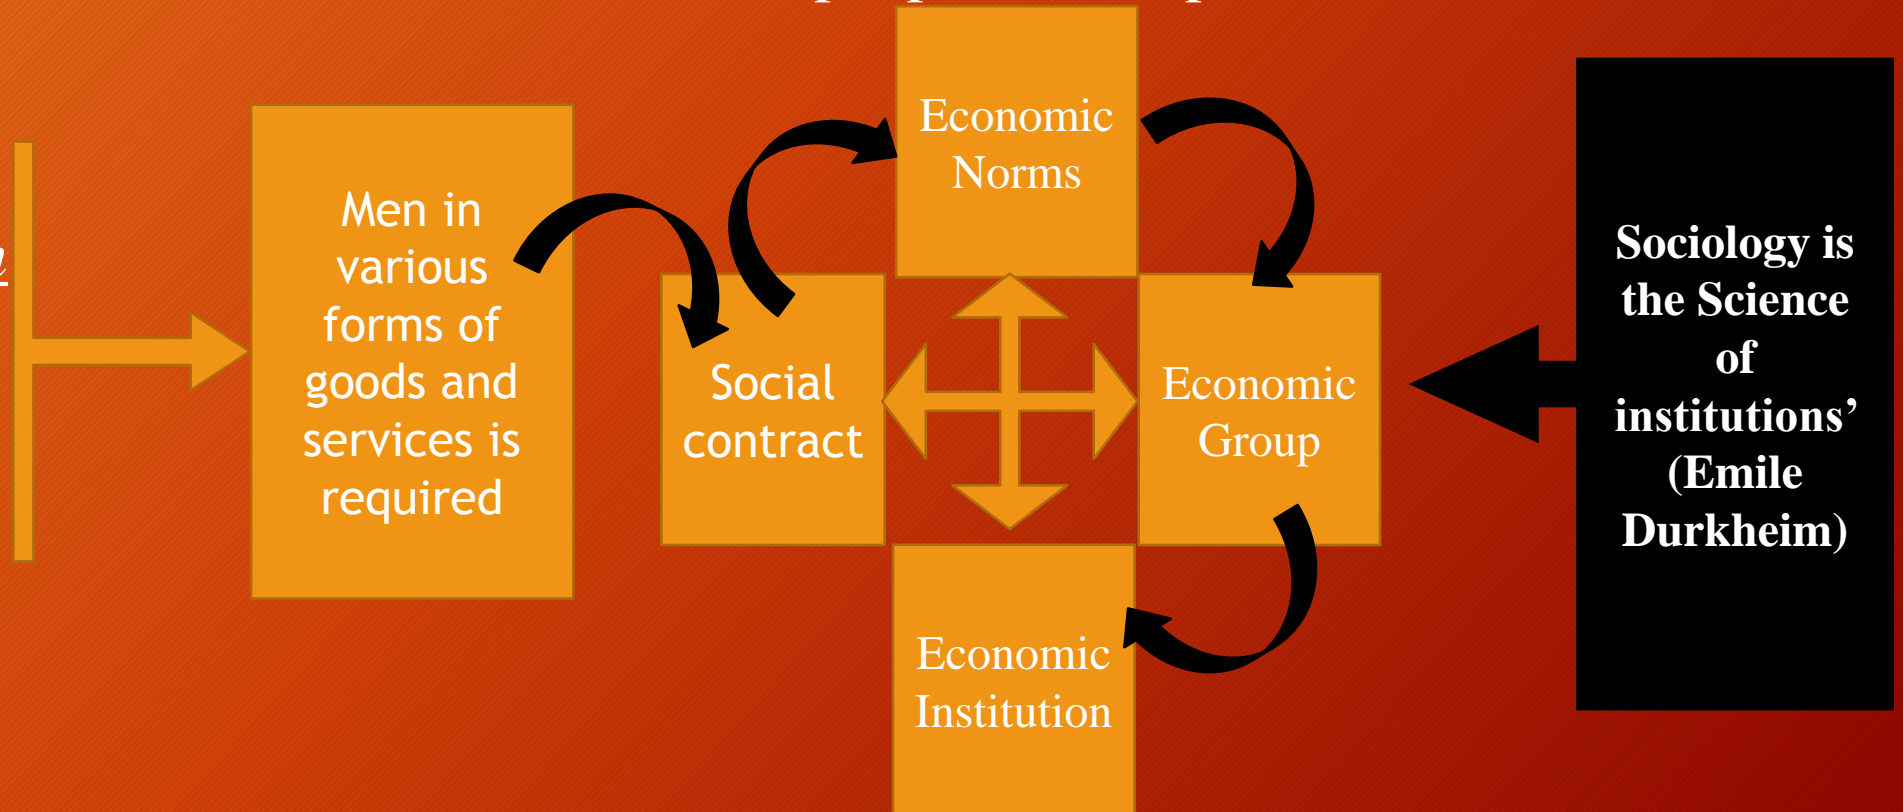 Men in
various
forms of
goods and
services is
required
Social
contract
Economic
Norms
Economic
Group
Economic
Institution
Sociology is
the Science
of
institutions’
(Emile
Durkheim)